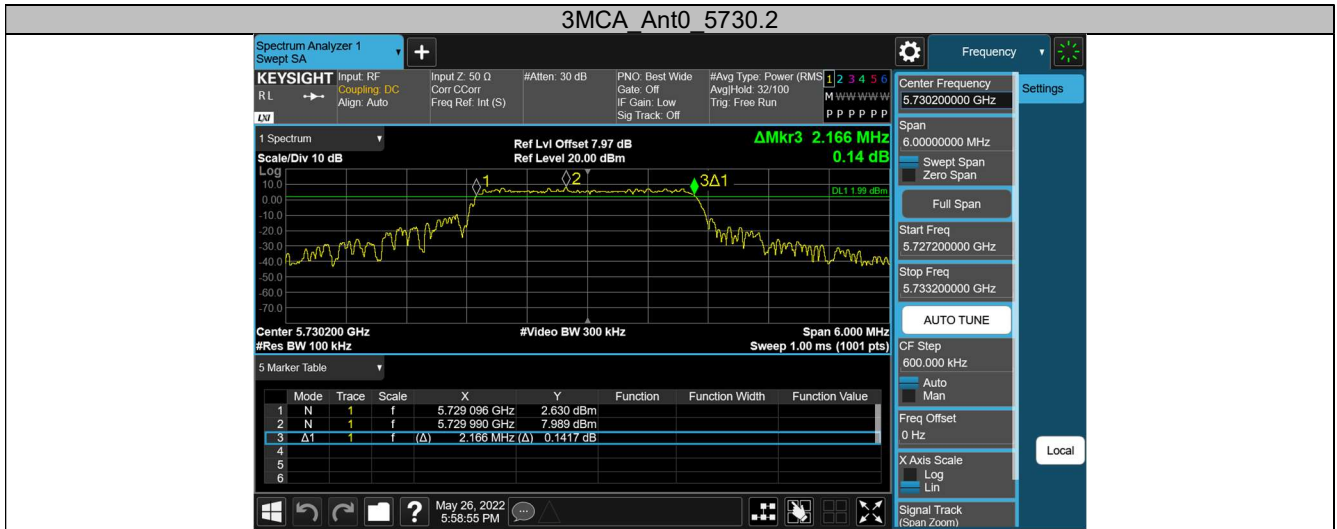 3MCA_Ant0_5730.2
Spectrum Analyzer 1
Swept SA
+
Frequency
KEYSIGHT
RL
LXI
Input: RF
Coupling: DC
Align: Auto
Input Z: 50 Ω
Corr CCorr
Freq Ref: Int (S)
#Atten: 30 dB
PNO: Best Wide
Gate: Off
IF Gain: Low
Sig Track: Off
#Avg Type: Power (RMS
Avg|Hold: 32/100
Trig: Free Run
1 2 3 4 5 6
M W W W W W
P P P P P P
1 Spectrum
Scale/Div 10 dB
Ref Lvl Offset 7.97 dB
Ref Level 20.00 dBm
ΔMkr3 2.166 MHz
0.14 dB
Log
10.0
0.00
-10.0
-20.0
-30.0
-40.0
-50.0
-60.0
-70.0
1
2
3Δ1
DL1 1.99 dBm
Center 5.730200 GHz
#Res BW 100 kHz
#Video BW 300 kHz
Span 6.000 MHz
Sweep 1.00 ms (1001 pts)
5 Marker Table
Mode Trace Scale X Y Function Function Width Function Value
1 N 1 f 5.729 096 GHz 2.630 dBm
2 N 1 f 5.729 990 GHz 7.989 dBm
3 Δ1 1 f (Δ) 2.166 MHz (Δ) 0.1417 dB
4
5
6
?
May 26, 2022
5:58:55 PM
Center Frequency
5.730200000 GHz
Settings
Span
6.00000000 MHz
Swept Span
Zero Span
Full Span
Start Freq
5.727200000 GHz
Stop Freq
5.733200000 GHz
AUTO TUNE
CF Step
600.000 kHz
Auto
Man
Freq Offset
0 Hz
X Axis Scale
Log
Lin
Local
Signal Track
(Span Zoom)